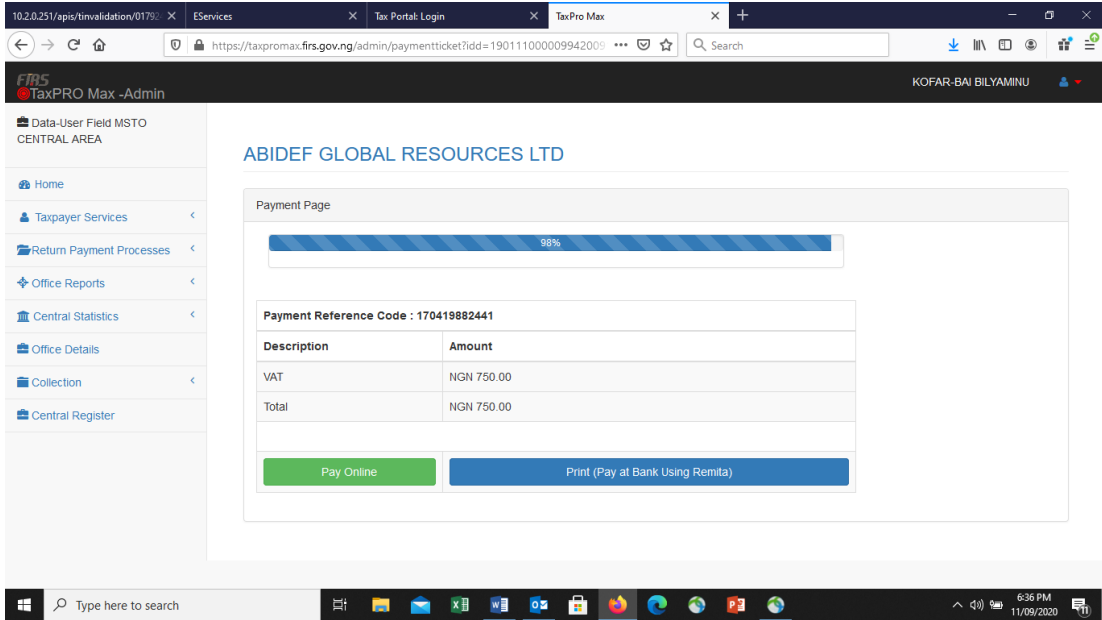 10.2.0.251/apis/tinvalidation/0179
EServices
Tax Portal: Login
TaxPro Max
https://taxpromax.firs.gov.ng/admin/paymentticket?idd=190111000009942009
Search
FIRS
TaxPRO Max -Admin
KOFAR-BAI BILYAMINU
Data-User Field MSTO
CENTRAL AREA
Home
Taxpayer Services
Return Payment Processes
Office Reports
Central Statistics
Office Details
Collection
Central Register
ABIDEF GLOBAL RESOURCES LTD
Payment Page
98%
Payment Reference Code : 170419882441
Description Amount
VAT NGN 750.00
Total NGN 750.00
Pay Online Print (Pay at Bank Using Remita)
Type here to search
6:36 PM
11/09/2020